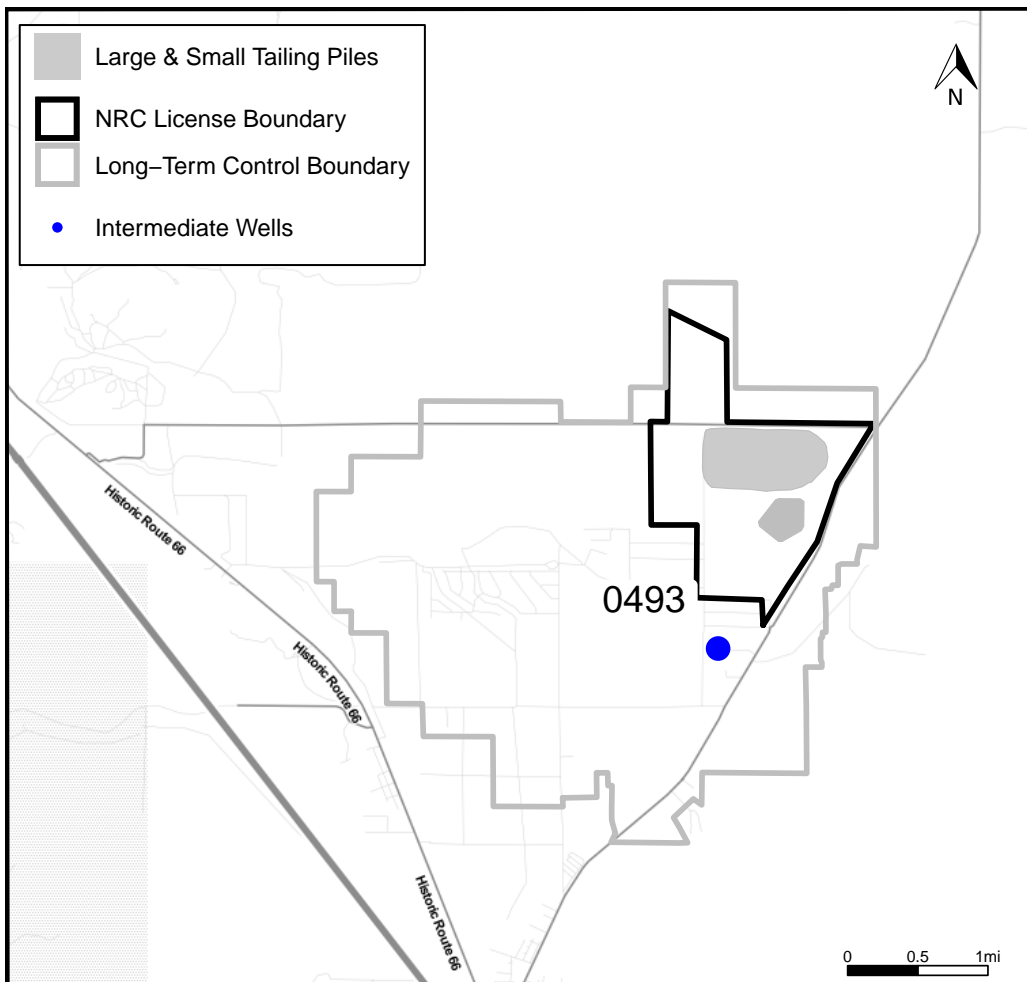 Large & Small Tailing Piles
NRC License Boundary
Long−Term Control Boundary
Intermediate Wells
N
Historic Route 66
0493
Historic Route 66
Historic Route 66
0 0.5 1mi